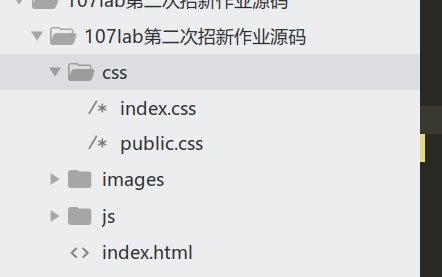 107lab第二次招新作业源码
107lab第二次招新作业源码
css
/* index.css
/* public.css
images
js
<> index.html